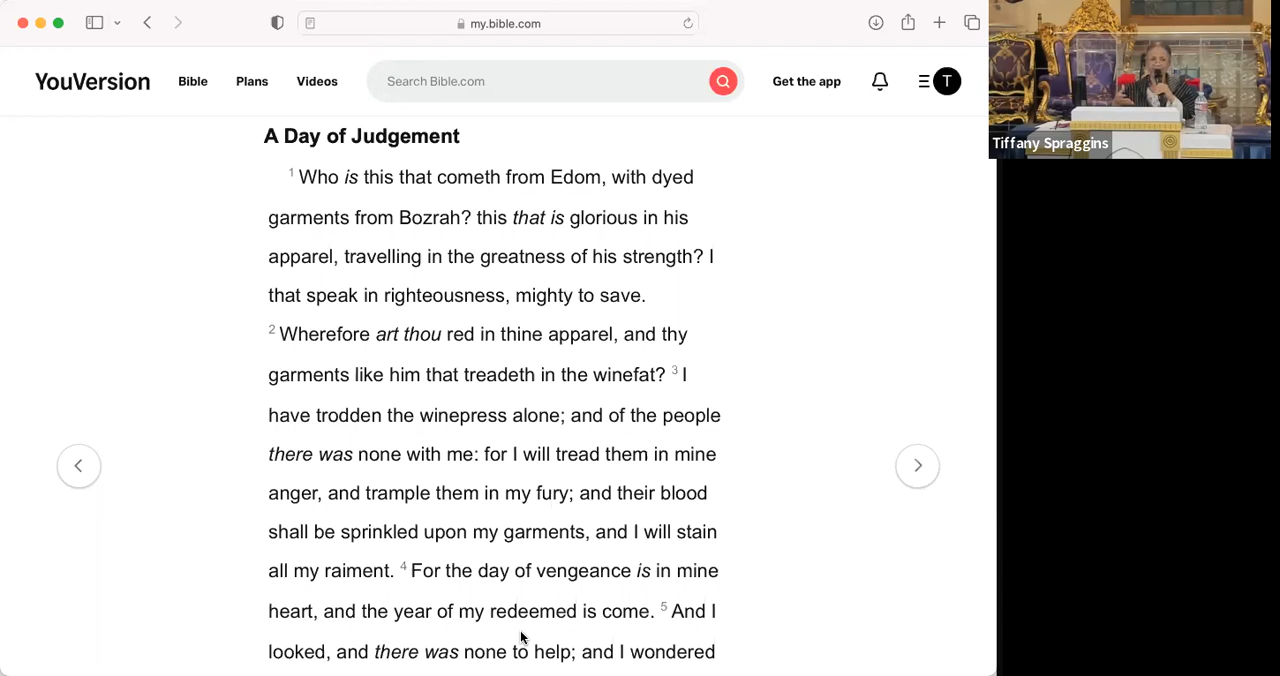 my.bible.com
YouVersion Bible Plans Videos Search Bible.com Get the app T
Tiffany Spraggins
A Day of Judgement
1 Who is this that cometh from Edom, with dyed
garments from Bozrah? this that is glorious in his
apparel, travelling in the greatness of his strength? I
that speak in righteousness, mighty to save.
2 Wherefore art thou red in thine apparel, and thy
garments like him that treadeth in the winefat? 3 I
have trodden the winepress alone; and of the people
there was none with me: for I will tread them in mine
anger, and trample them in my fury; and their blood
shall be sprinkled upon my garments, and I will stain
all my raiment. 4 For the day of vengeance is in mine
heart, and the year of my redeemed is come. 5 And I
looked, and there was none to help; and I wondered